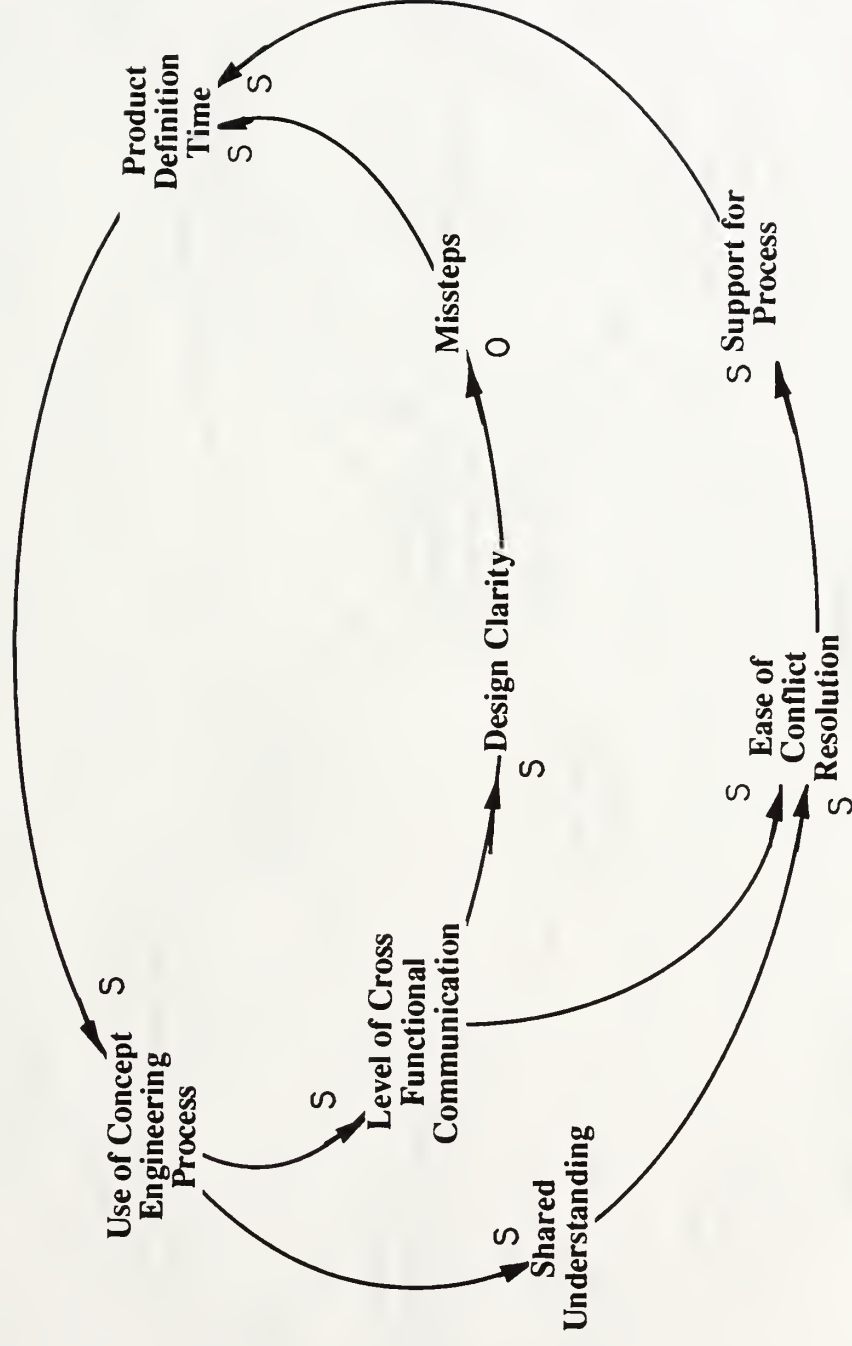 Use of Concept
Engineering
Process
S
Product
Definition
Time
S
S
S
Level of Cross
Functional
Communication
Missteps
O
S
Shared
Understanding
Design Clarity
S
S
Support for
Process
S
Ease of
Conflict
Resolution
S